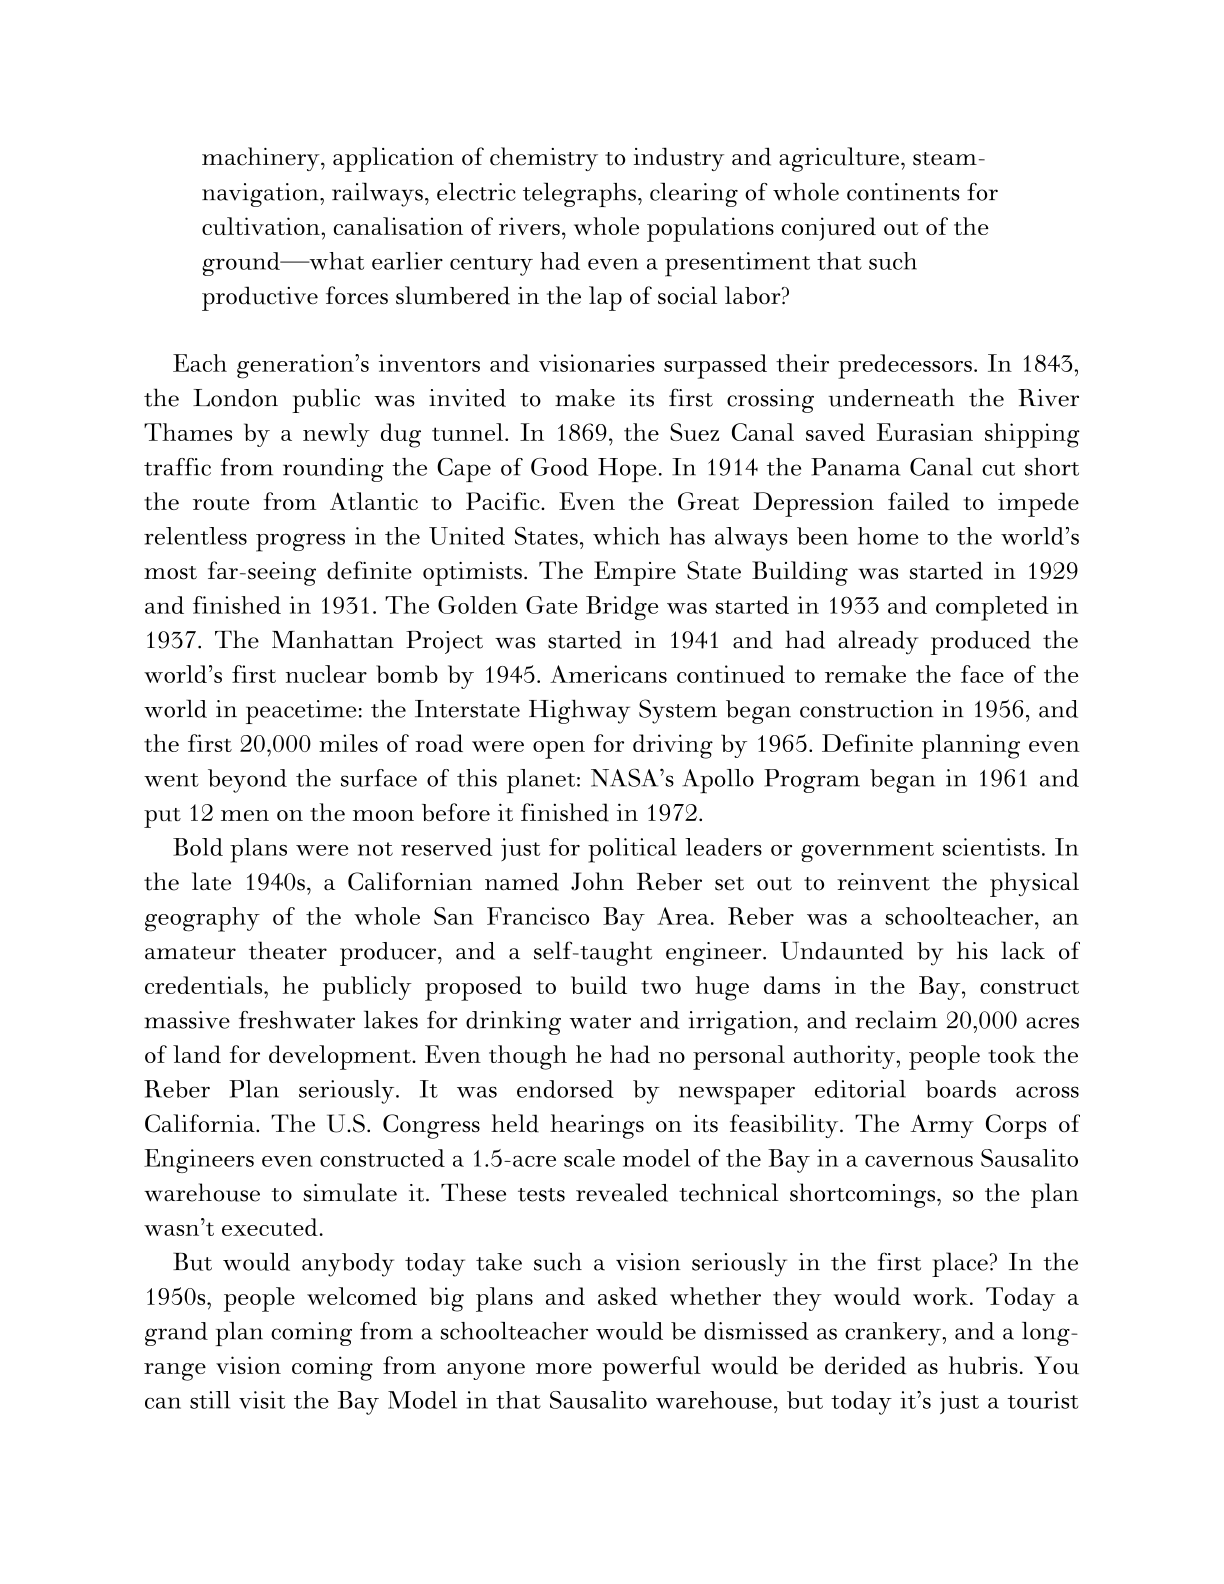 machinery, application of chemistry to industry and agriculture, steam-
navigation, railways, electric telegraphs, clearing of whole continents for
cultivation, canalisation of rivers, whole populations conjured out of the
ground—what earlier century had even a presentiment that such
productive forces slumbered in the lap of social labor?
Each generation’s inventors and visionaries surpassed their predecessors. In 1843,
the London public was invited to make its first crossing underneath the River
Thames by a newly dug tunnel. In 1869, the Suez Canal saved Eurasian shipping
traffic from rounding the Cape of Good Hope. In 1914 the Panama Canal cut short
the route from Atlantic to Pacific. Even the Great Depression failed to impede
relentless progress in the United States, which has always been home to the world’s
most far-seeing definite optimists. The Empire State Building was started in 1929
and finished in 1931. The Golden Gate Bridge was started in 1933 and completed in
1937. The Manhattan Project was started in 1941 and had already produced the
world’s first nuclear bomb by 1945. Americans continued to remake the face of the
world in peacetime: the Interstate Highway System began construction in 1956, and
the first 20,000 miles of road were open for driving by 1965. Definite planning even
went beyond the surface of this planet: NASA’s Apollo Program began in 1961 and
put 12 men on the moon before it finished in 1972.
Bold plans were not reserved just for political leaders or government scientists. In
the late 1940s, a Californian named John Reber set out to reinvent the physical
geography of the whole San Francisco Bay Area. Reber was a schoolteacher, an
amateur theater producer, and a self-taught engineer. Undaunted by his lack of
credentials, he publicly proposed to build two huge dams in the Bay, construct
massive freshwater lakes for drinking water and irrigation, and reclaim 20,000 acres
of land for development. Even though he had no personal authority, people took the
Reber Plan seriously. It was endorsed by newspaper editorial boards across
California. The U.S. Congress held hearings on its feasibility. The Army Corps of
Engineers even constructed a 1.5-acre scale model of the Bay in a cavernous Sausalito
warehouse to simulate it. These tests revealed technical shortcomings, so the plan
wasn’t executed.
But would anybody today take such a vision seriously in the first place? In the
1950s, people welcomed big plans and asked whether they would work. Today a
grand plan coming from a schoolteacher would be dismissed as crankery, and a long-
range vision coming from anyone more powerful would be derided as hubris. You
can still visit the Bay Model in that Sausalito warehouse, but today it’s just a tourist